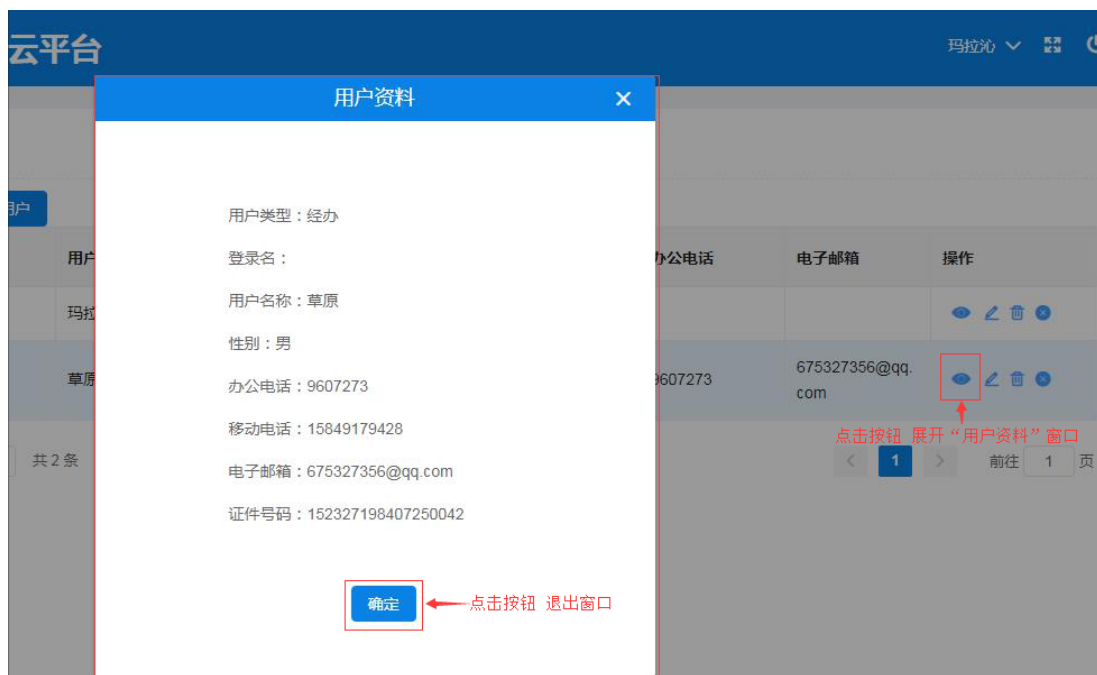 云平台
玛拉沁
用户资料
用户
用户类型：经办
登录名：
用户名称：草原
性别：男
办公电话：9607273
移动电话：15849179428
电子邮箱：675327356@qq.com
证件号码：152327198407250042
确定
点击按钮 退出窗口
用户
办公电话
电子邮箱
操作
玛拉
草原
9607273
675327356@qq.
com
点击按钮 展开“用户资料”窗口
共2条
1
前往
1
页